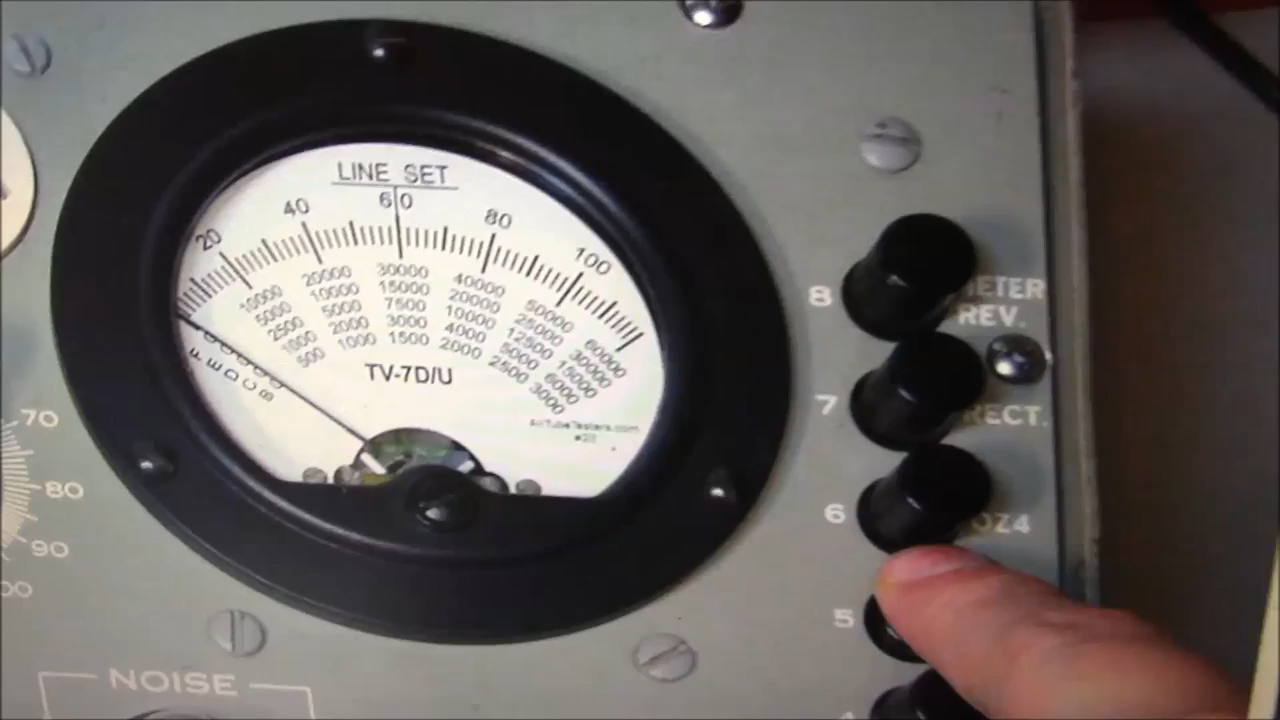 LINE SET
20 40 60 80 100
10000 20000 30000 40000 50000 60000
5000 10000 15000 20000 25000 30000
2500 5000 7500 10000 12500 15000
1000 2000 3000 4000 5000 6000
500 1000 1500 2000 2500 3000
F E D C B
TV-7D/U
AllTubeTesters.com
8 METER
REV.
7 RECT.
6 OZ4
5
70
80
90
NOISE